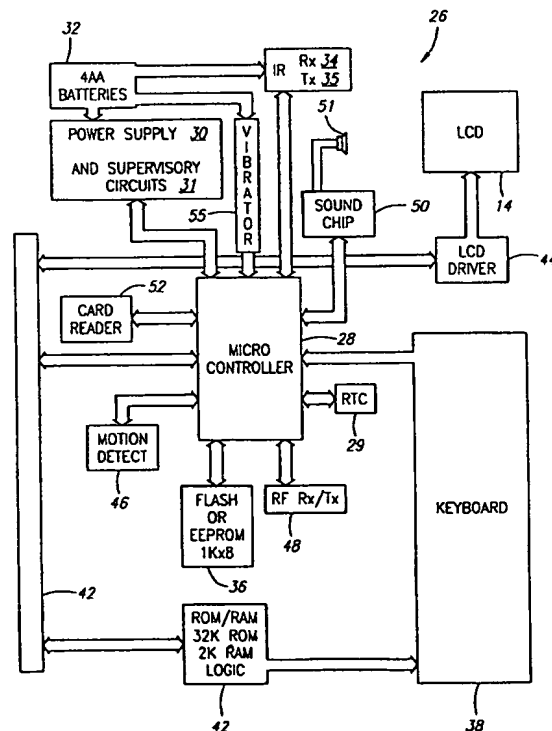 32
26
4AA
BATTERIES
IR Rx 34
Tx 35
51
POWER SUPPLY 30
AND SUPERVISORY
CIRCUITS 31
VIBRATOR
55
LCD
14
SOUND
CHIP
50
LCD
DRIVER
44
52
CARD
READER
MICRO
CONTROLLER
28
RTC
29
MOTION
DETECT
46
FLASH
OR
EEPROM
1Kx8
36
RF Rx/Tx
48
KEYBOARD
38
42
ROM/RAM
32K ROM
2K RAM
LOGIC
42